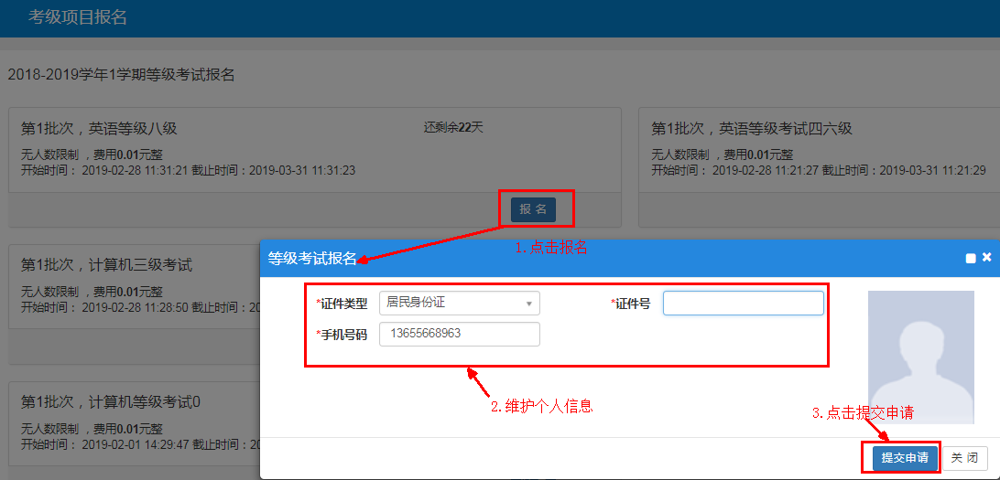 考级项目报名
2018-2019学年1学期等级考试报名
第1批次，英语等级八级
还剩余22天
无人数限制 ，费用0.01元整
开始时间： 2019-02-28 11:31:21 截止时间：2019-03-31 11:31:23
报 名
第1批次，英语等级考试四六级
无人数限制 ，费用0.01元整
开始时间： 2019-02-28 11:21:27 截止时间：2019-03-31 11:21:29
1.点击报名
第1批次，计算机三级考试
无人数限制 ，费用0.01元整
开始时间： 2019-02-28 11:28:50 截止时间：20
第1批次，计算机等级考试0
无人数限制 ，费用0.01元整
开始时间： 2019-02-01 14:29:47 截止时间：20
等级考试报名
*证件类型
居民身份证
*证件号
*手机号码
13655668963
2.维护个人信息
3.点击提交申请
提交申请
关 闭